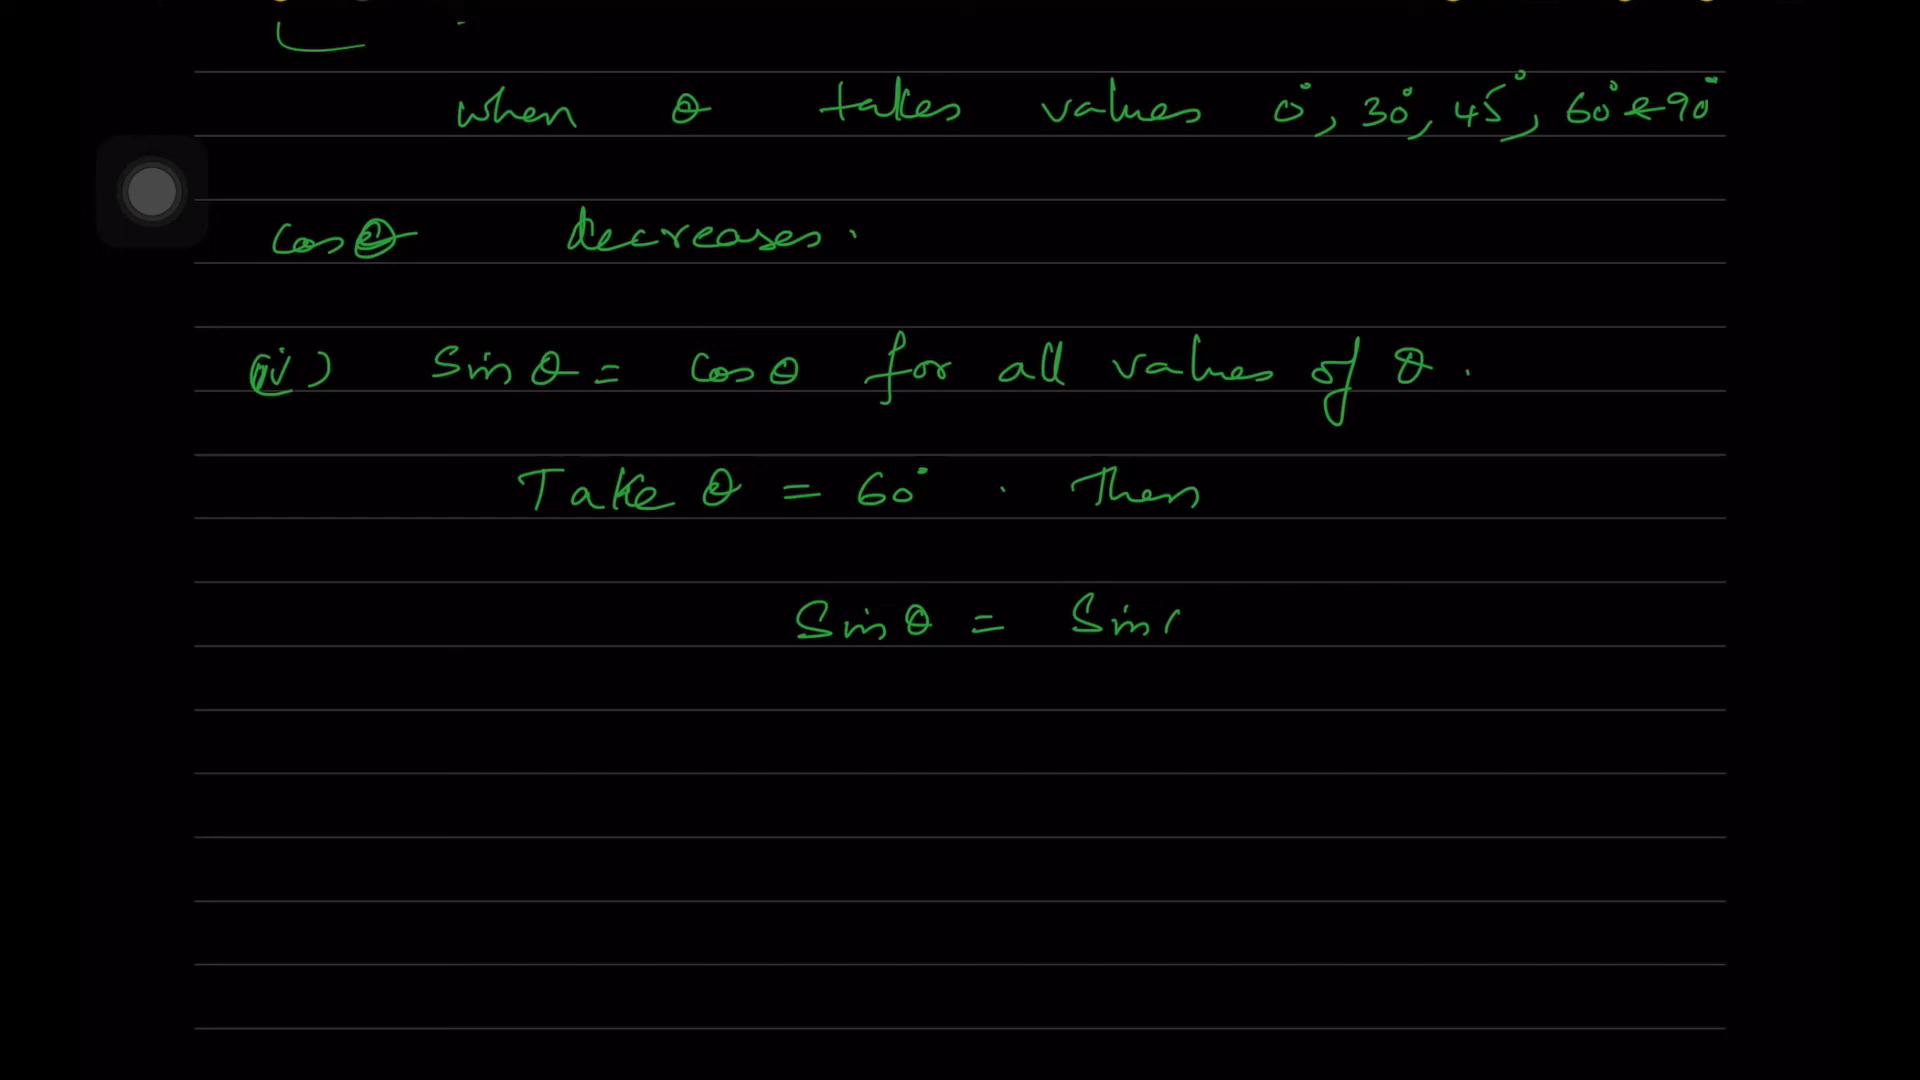 when θ takes values 0°, 30°, 45°, 60° & 90°
cosθ decreases.
(iv) Sin θ = cos θ for all values of θ.
Take θ = 60°. Then
Sin θ = Sin